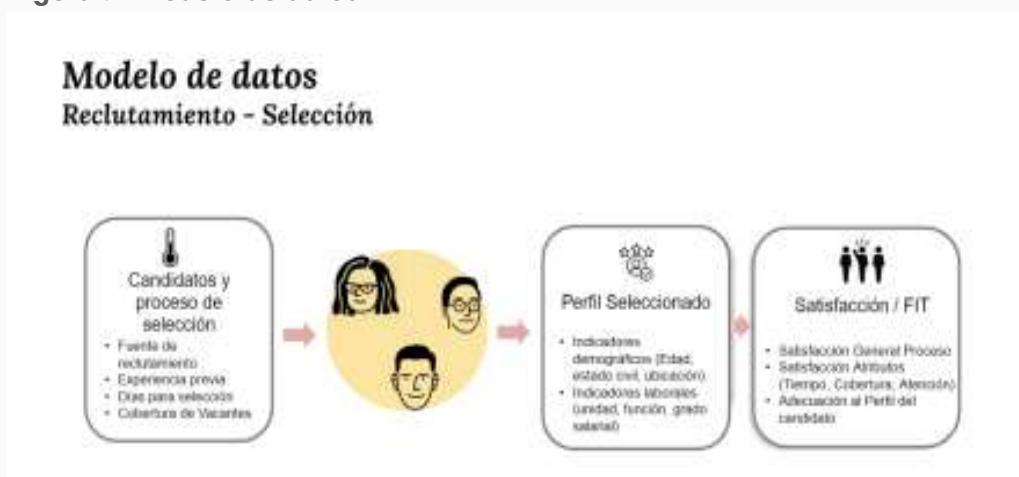 Modelo de datos
Reclutamiento - Selección
Candidatos y
proceso de
selección
• Fuente de
reclutamiento
• Experiencia previa
• Días para selección
• Cobertura de Vacantes
Perfil Seleccionado
• Indicadores
demográficos (Edad,
estado civil, ubicación)
• Indicadores laborales
(unidad, función, grado
salarial)
Satisfacción / FIT
• Satisfacción General Proceso
• Satisfacción Atributos
(Tiempo, Cobertura, Atención)
• Adecuación al Perfil del
candidato